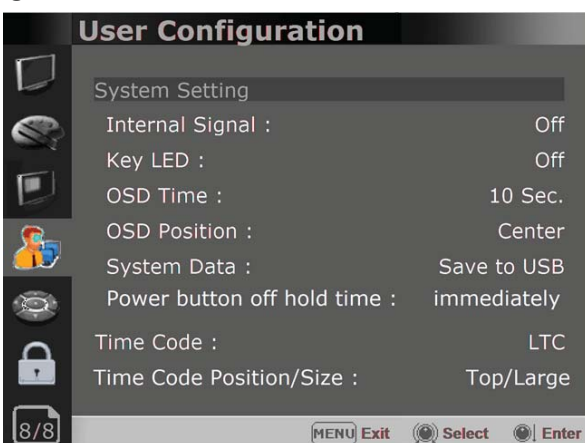 User Configuration
System Setting
Internal Signal : Off
Key LED : Off
OSD Time : 10 Sec.
OSD Position : Center
System Data : Save to USB
Power button off hold time : immediately
Time Code : LTC
Time Code Position/Size : Top/Large
8/8
MENU Exit Select Enter